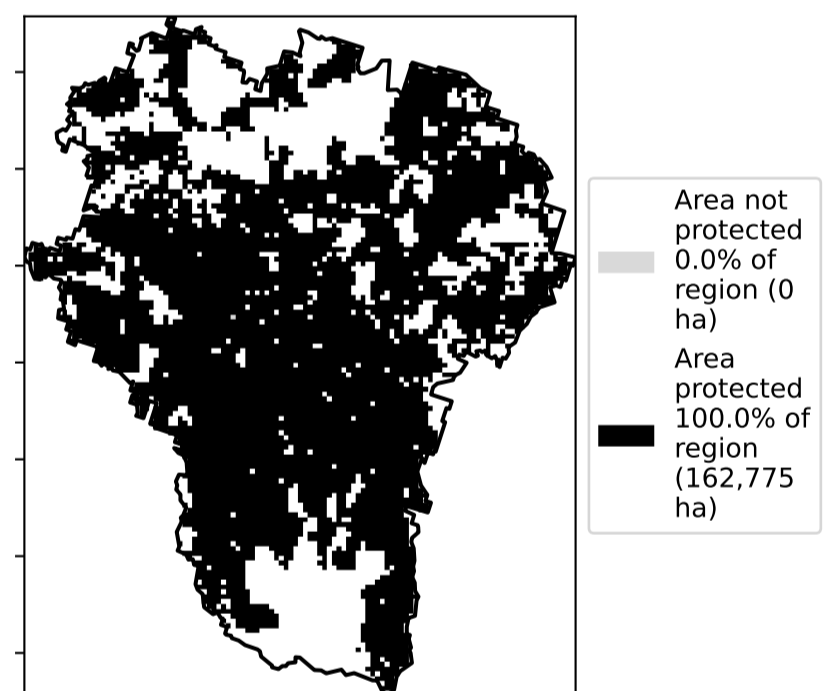 Area not
protected
0.0% of
region (0
ha)
Area
protected
100.0% of
region
(162,775
ha)